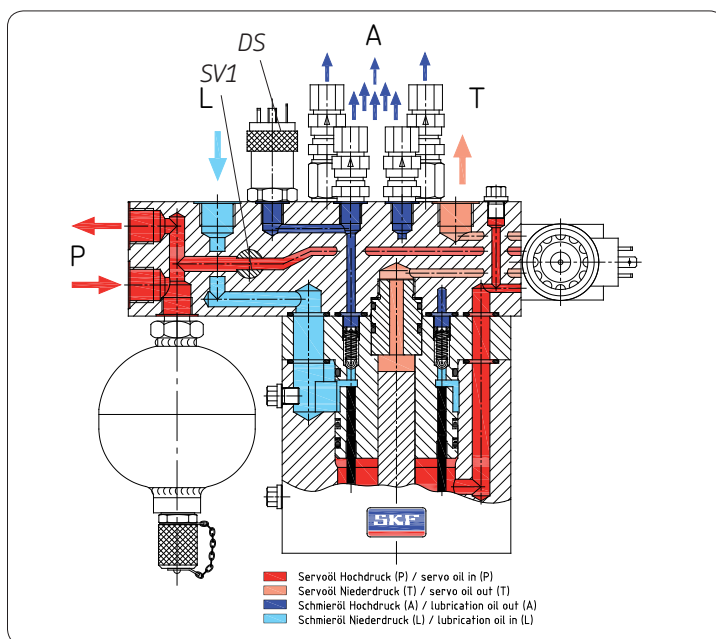 A
DS
SV1
L
T
P
SKF
Servoöl Hochdruck (P) / servo oil in (P)
Servoöl Niederdruck (T) / servo oil out (T)
Schmieröl Hochdruck (A) / lubrication oil out (A)
Schmieröl Niederdruck (L) / lubrication oil in (L)